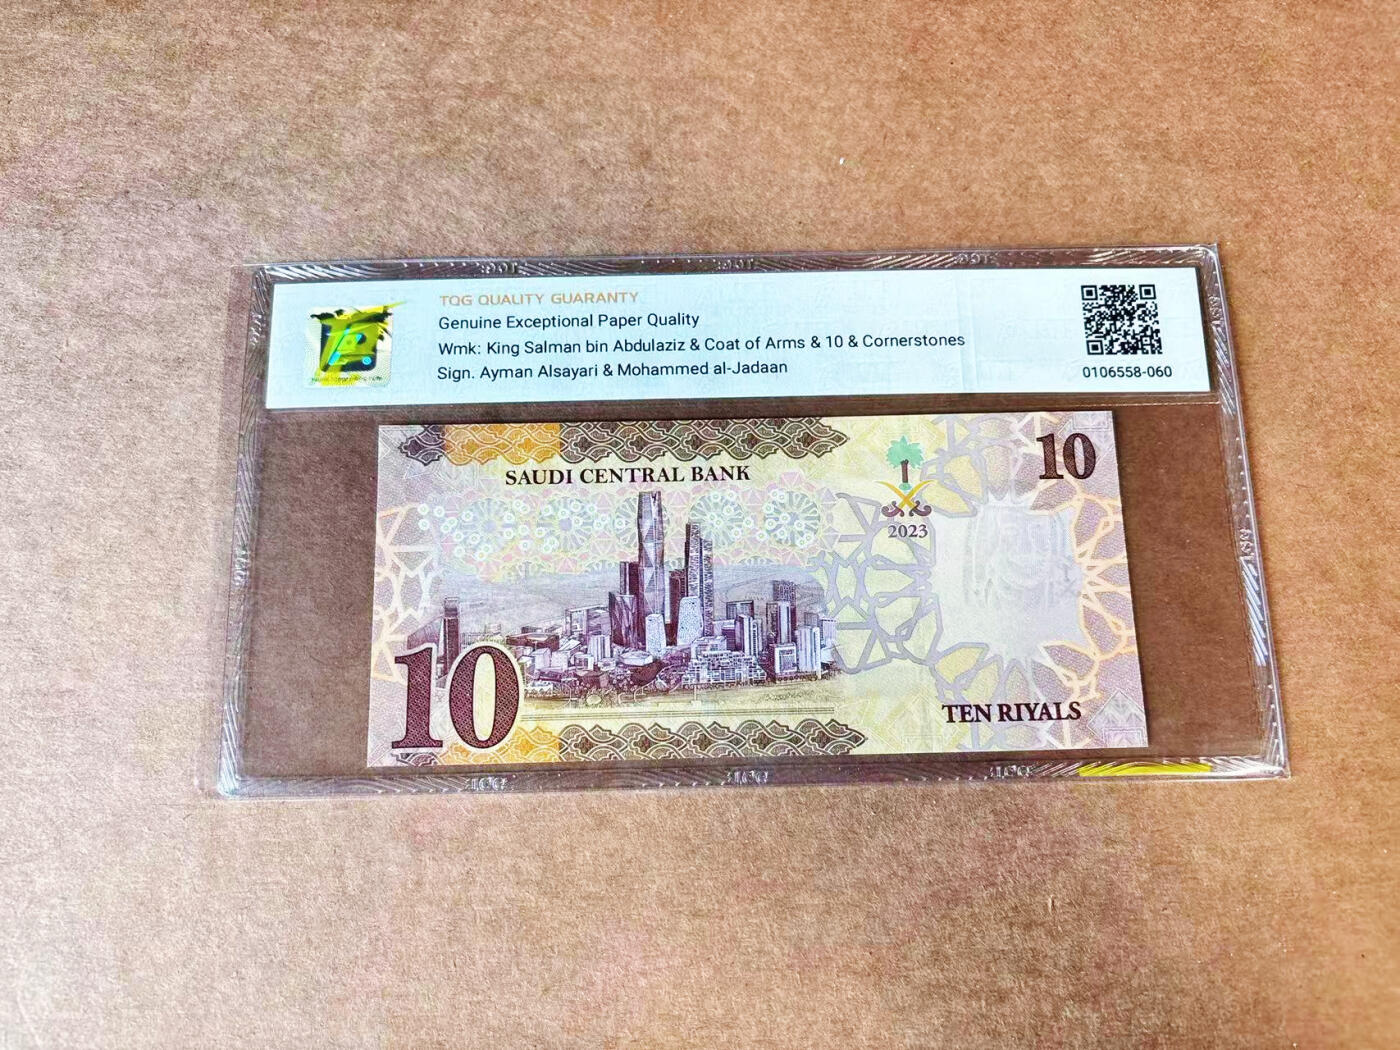 TQG QUALITY GUARANTY
Genuine Exceptional Paper Quality
Wmk: King Salman bin Abdulaziz & Coat of Arms & 10 & Cornerstones
Sign. Ayman Alsayari & Mohammed al-Jadaan
0106558-060
SAUDI CENTRAL BANK
10
2023
10
TEN RIYALS